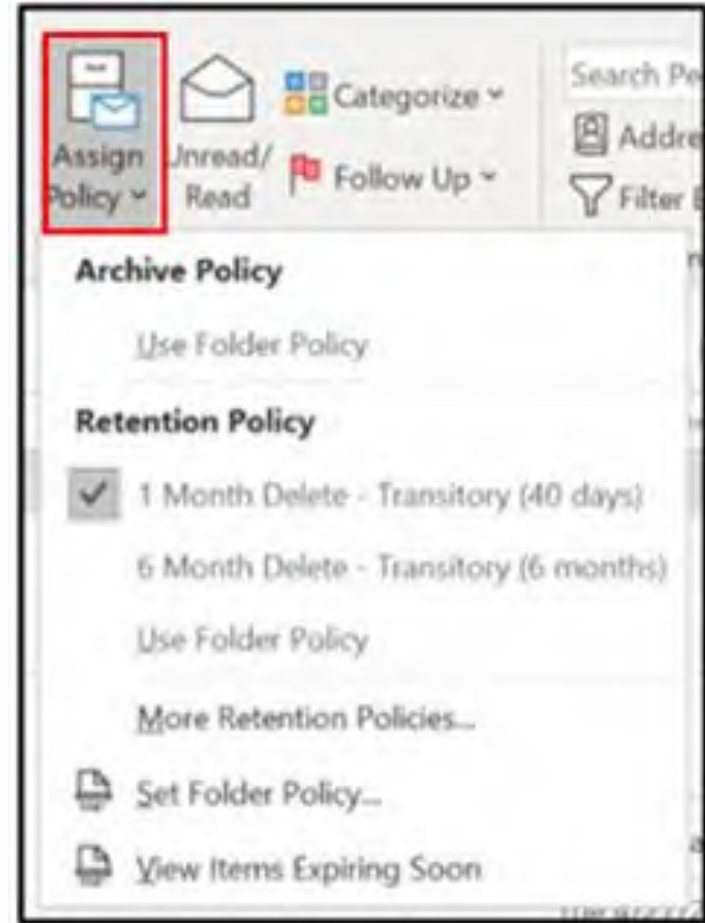 Assign
Policy
Unread/
Read
Categorize
Follow Up
Search Pe
Addre
Filter E
Archive Policy
Use Folder Policy
Retention Policy
1 Month Delete - Transitory (40 days)
6 Month Delete - Transitory (6 months)
Use Folder Policy
More Retention Policies...
Set Folder Policy...
View Items Expiring Soon